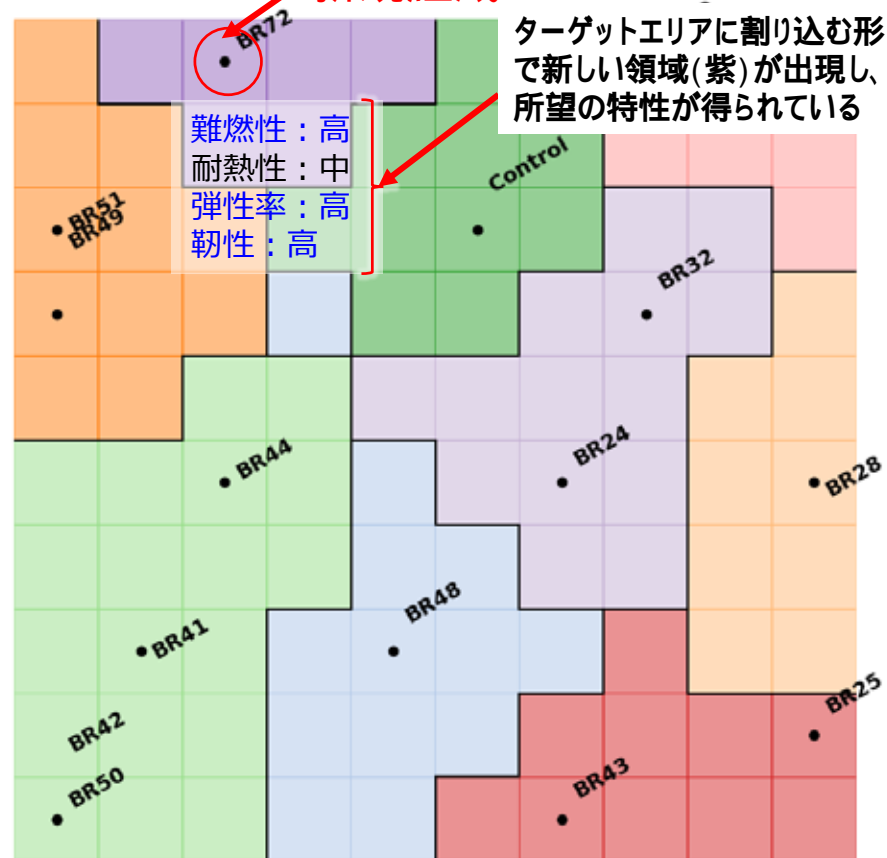 BR72
ターゲットエリアに割り込む形
で新しい領域(紫)が出現し、
所望の特性が得られている
難燃性：高
耐熱性：中
弾性率：高
靭性：高
Control
BR51
BR49
BR32
BR44
BR24
BR28
BR48
BR41
BR42
BR25
BR50
BR43